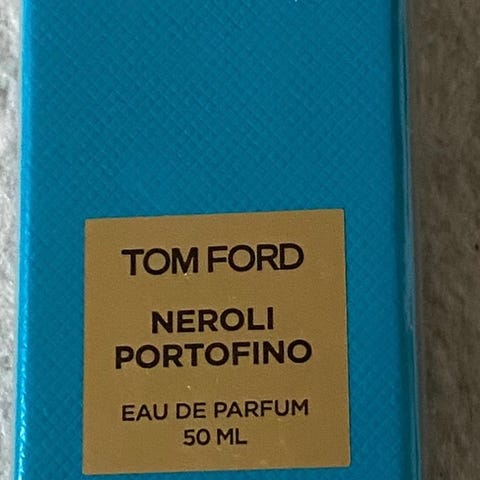 TOM FORD
NEROLI
PORTOFINO
EAU DE PARFUM
50 ML